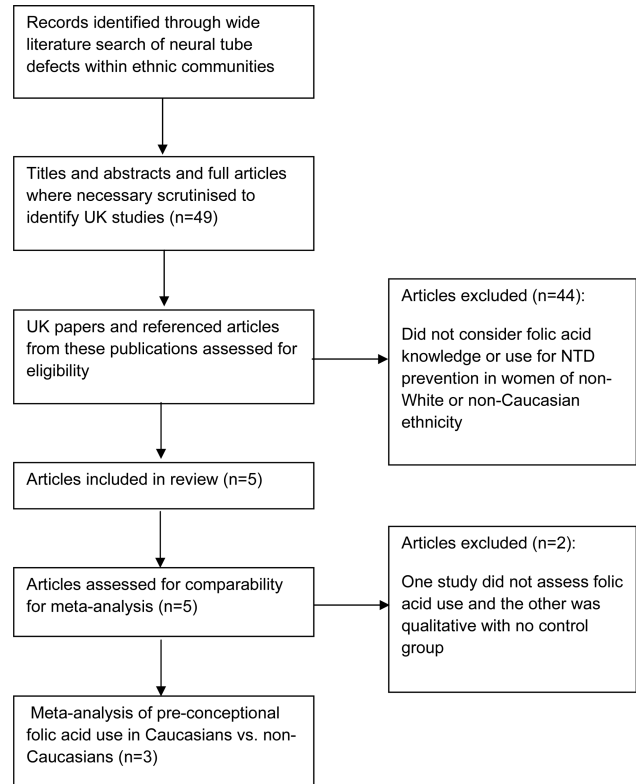 Records identified through wide
literature search of neural tube
defects within ethnic communities
Titles and abstracts and full articles
where necessary scrutinised to
identify UK studies (n=49)
UK papers and referenced articles
from these publications assessed for
eligibility
Articles excluded (n=44):
Did not consider folic acid
knowledge or use for NTD
prevention in women of non-
White or non-Caucasian
ethnicity
Articles included in review (n=5)
Articles assessed for comparability
for meta-analysis (n=5)
Articles excluded (n=2):
One study did not assess folic
acid use and the other was
qualitative with no control
group
Meta-analysis of pre-conceptional
folic acid use in Caucasians vs. non-
Caucasians (n=3)